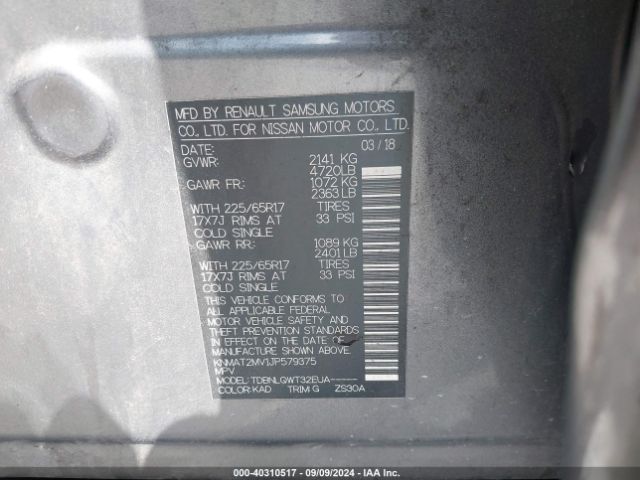 MFD BY RENAULT SAMSUNG MOTORS
CO., LTD. FOR NISSAN MOTOR CO., LTD.
DATE: 03 / 18
GVWR: 2141 KG
4720LB
GAWR FR: 1072 KG
2363 LB
WITH 225/65R17 TIRES
17X7J RIMS AT 33 PSI
COLD SINGLE
GAWR RR: 1089 KG
2401 LB
WITH 225/65R17 TIRES
17X7J RIMS AT 33 PSI
COLD SINGLE
THIS VEHICLE CONFORMS TO
ALL APPLICABLE FEDERAL
MOTOR VEHICLE SAFETY AND
THEFT PREVENTION STANDARDS
IN EFFECT ON THE DATE OF
MANUFACTURE SHOWN ABOVE.
KNMAT2MV1JP579375
MPV
MODEL: TDBNLQWT32EUA-----
COLOR: KAD TRIM: G ZS30A
000-40310517 - 09/09/2024 - IAA Inc.